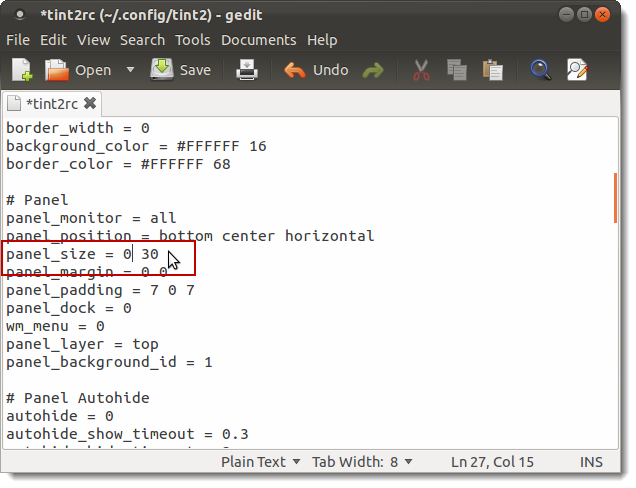 *tint2rc (~/.config/tint2) - gedit
File Edit View Search Tools Documents Help
Open Save Undo
*tint2rc
border_width = 0
background_color = #FFFFFF 16
border_color = #FFFFFF 68
# Panel
panel_monitor = all
panel_position = bottom center horizontal
panel_size = 0 30
panel_margin = 0 0
panel_padding = 7 0 7
panel_dock = 0
wm_menu = 0
panel_layer = top
panel_background_id = 1
# Panel Autohide
autohide = 0
autohide_show_timeout = 0.3
Plain Text Tab Width: 8 Ln 27, Col 15 INS